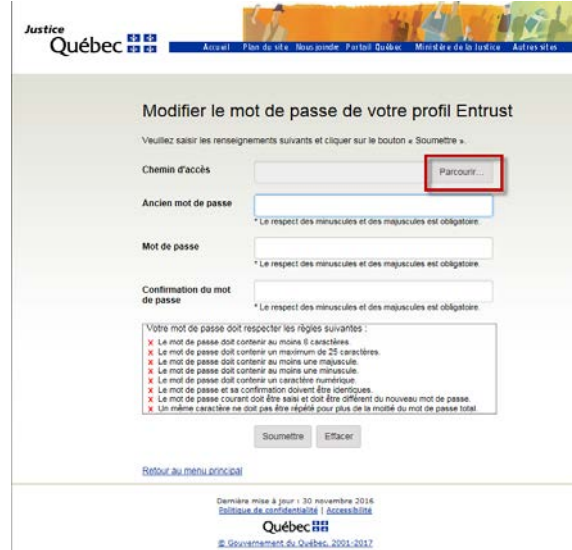 Justice
Québec
Accueil Plan du site Nous joindre Portail Québec Ministère de la Justice Autres sites
Modifier le mot de passe de votre profil Entrust
Veuillez saisir les renseignements suivants et cliquer sur le bouton « Soumettre ».
Chemin d'accès
Parcourir...
Ancien mot de passe
* Le respect des minuscules et des majuscules est obligatoire.
Mot de passe
* Le respect des minuscules et des majuscules est obligatoire.
Confirmation du mot
de passe
* Le respect des minuscules et des majuscules est obligatoire.
Votre mot de passe doit respecter les règles suivantes :
x Le mot de passe doit contenir au moins 6 caractères.
x Le mot de passe doit contenir un maximum de 25 caractères.
x Le mot de passe doit contenir au moins une majuscule.
x Le mot de passe doit contenir au moins une minuscule.
x Le mot de passe doit contenir un caractère numérique.
x Le mot de passe et sa confirmation doivent être identiques.
x Le mot de passe courant doit être saisi et doit être différent du nouveau mot de passe.
x Un même caractère ne doit pas être répété pour plus de la moitié du mot de passe total.
Soumettre Effacer
Retour au menu principal
Dernière mise à jour : 30 novembre 2016
Politique de confidentialité | Accessibilité
Québec
© Gouvernement du Québec, 2001-2017